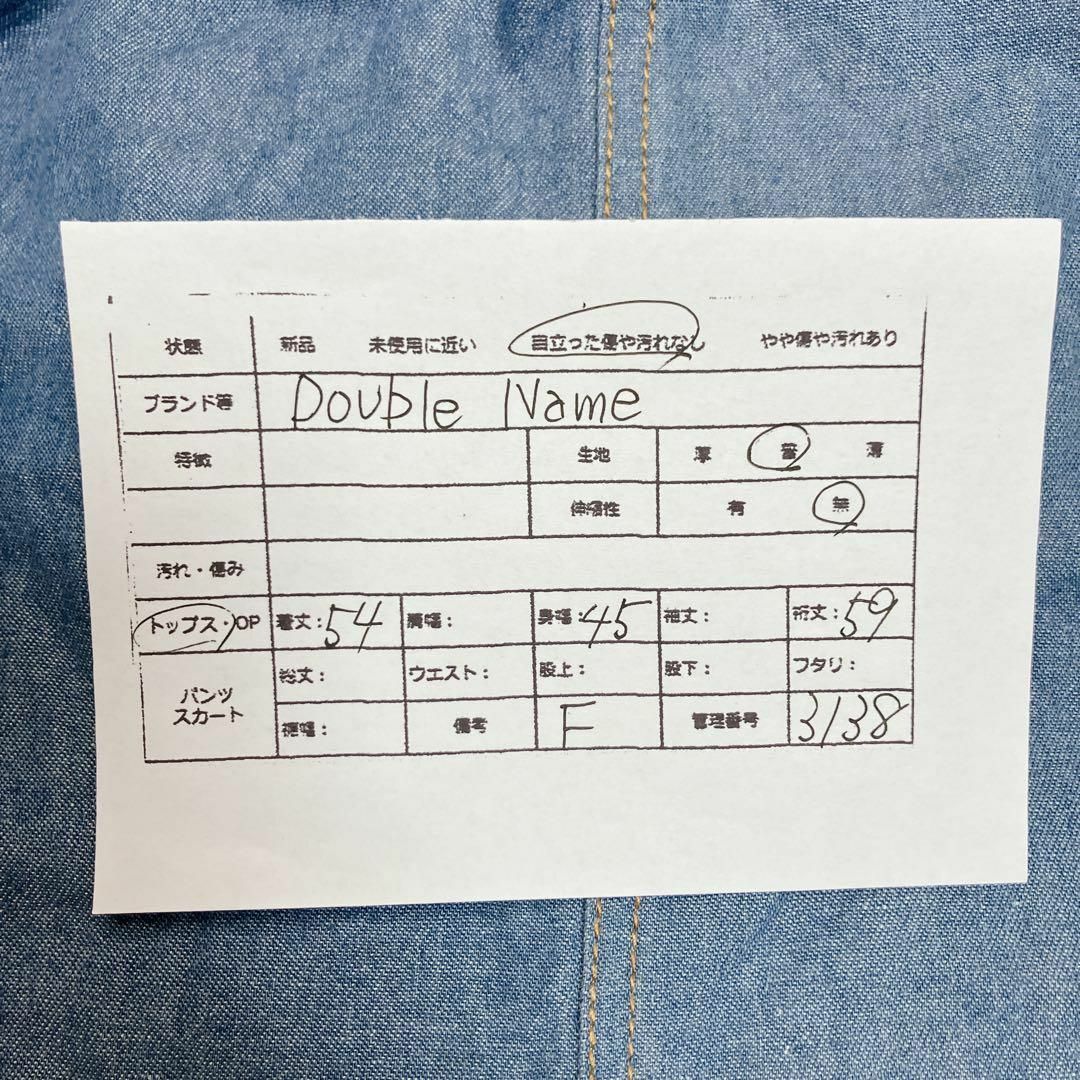 状態 新品 未使用に近い 目立った傷や汚れなし やや傷や汚れあり
ブランド等 Double Name
特徴 生地 厚 普 薄
伸縮性 有 無
汚れ・傷み
トップス・OP 着丈:54 肩幅: 身幅:45 袖丈: 裄丈:59
パンツ
スカート
総丈: ウエスト: 股上: 股下: ワタリ:
裾幅: 備考 F 管理番号 3138